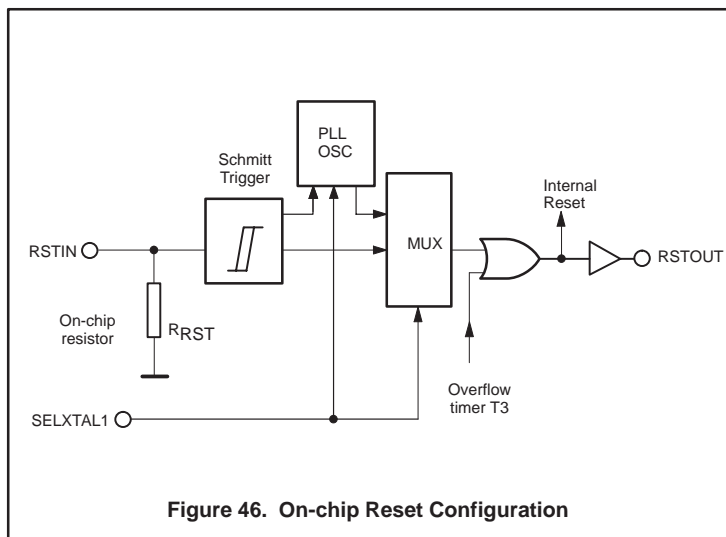 PLL
OSC
Schmitt
Trigger
Internal
Reset
MUX
RSTIN
RSTOUT
On-chip
resistor
RRST
Overflow
timer T3
SELXTAL1
Figure 46. On-chip Reset Configuration